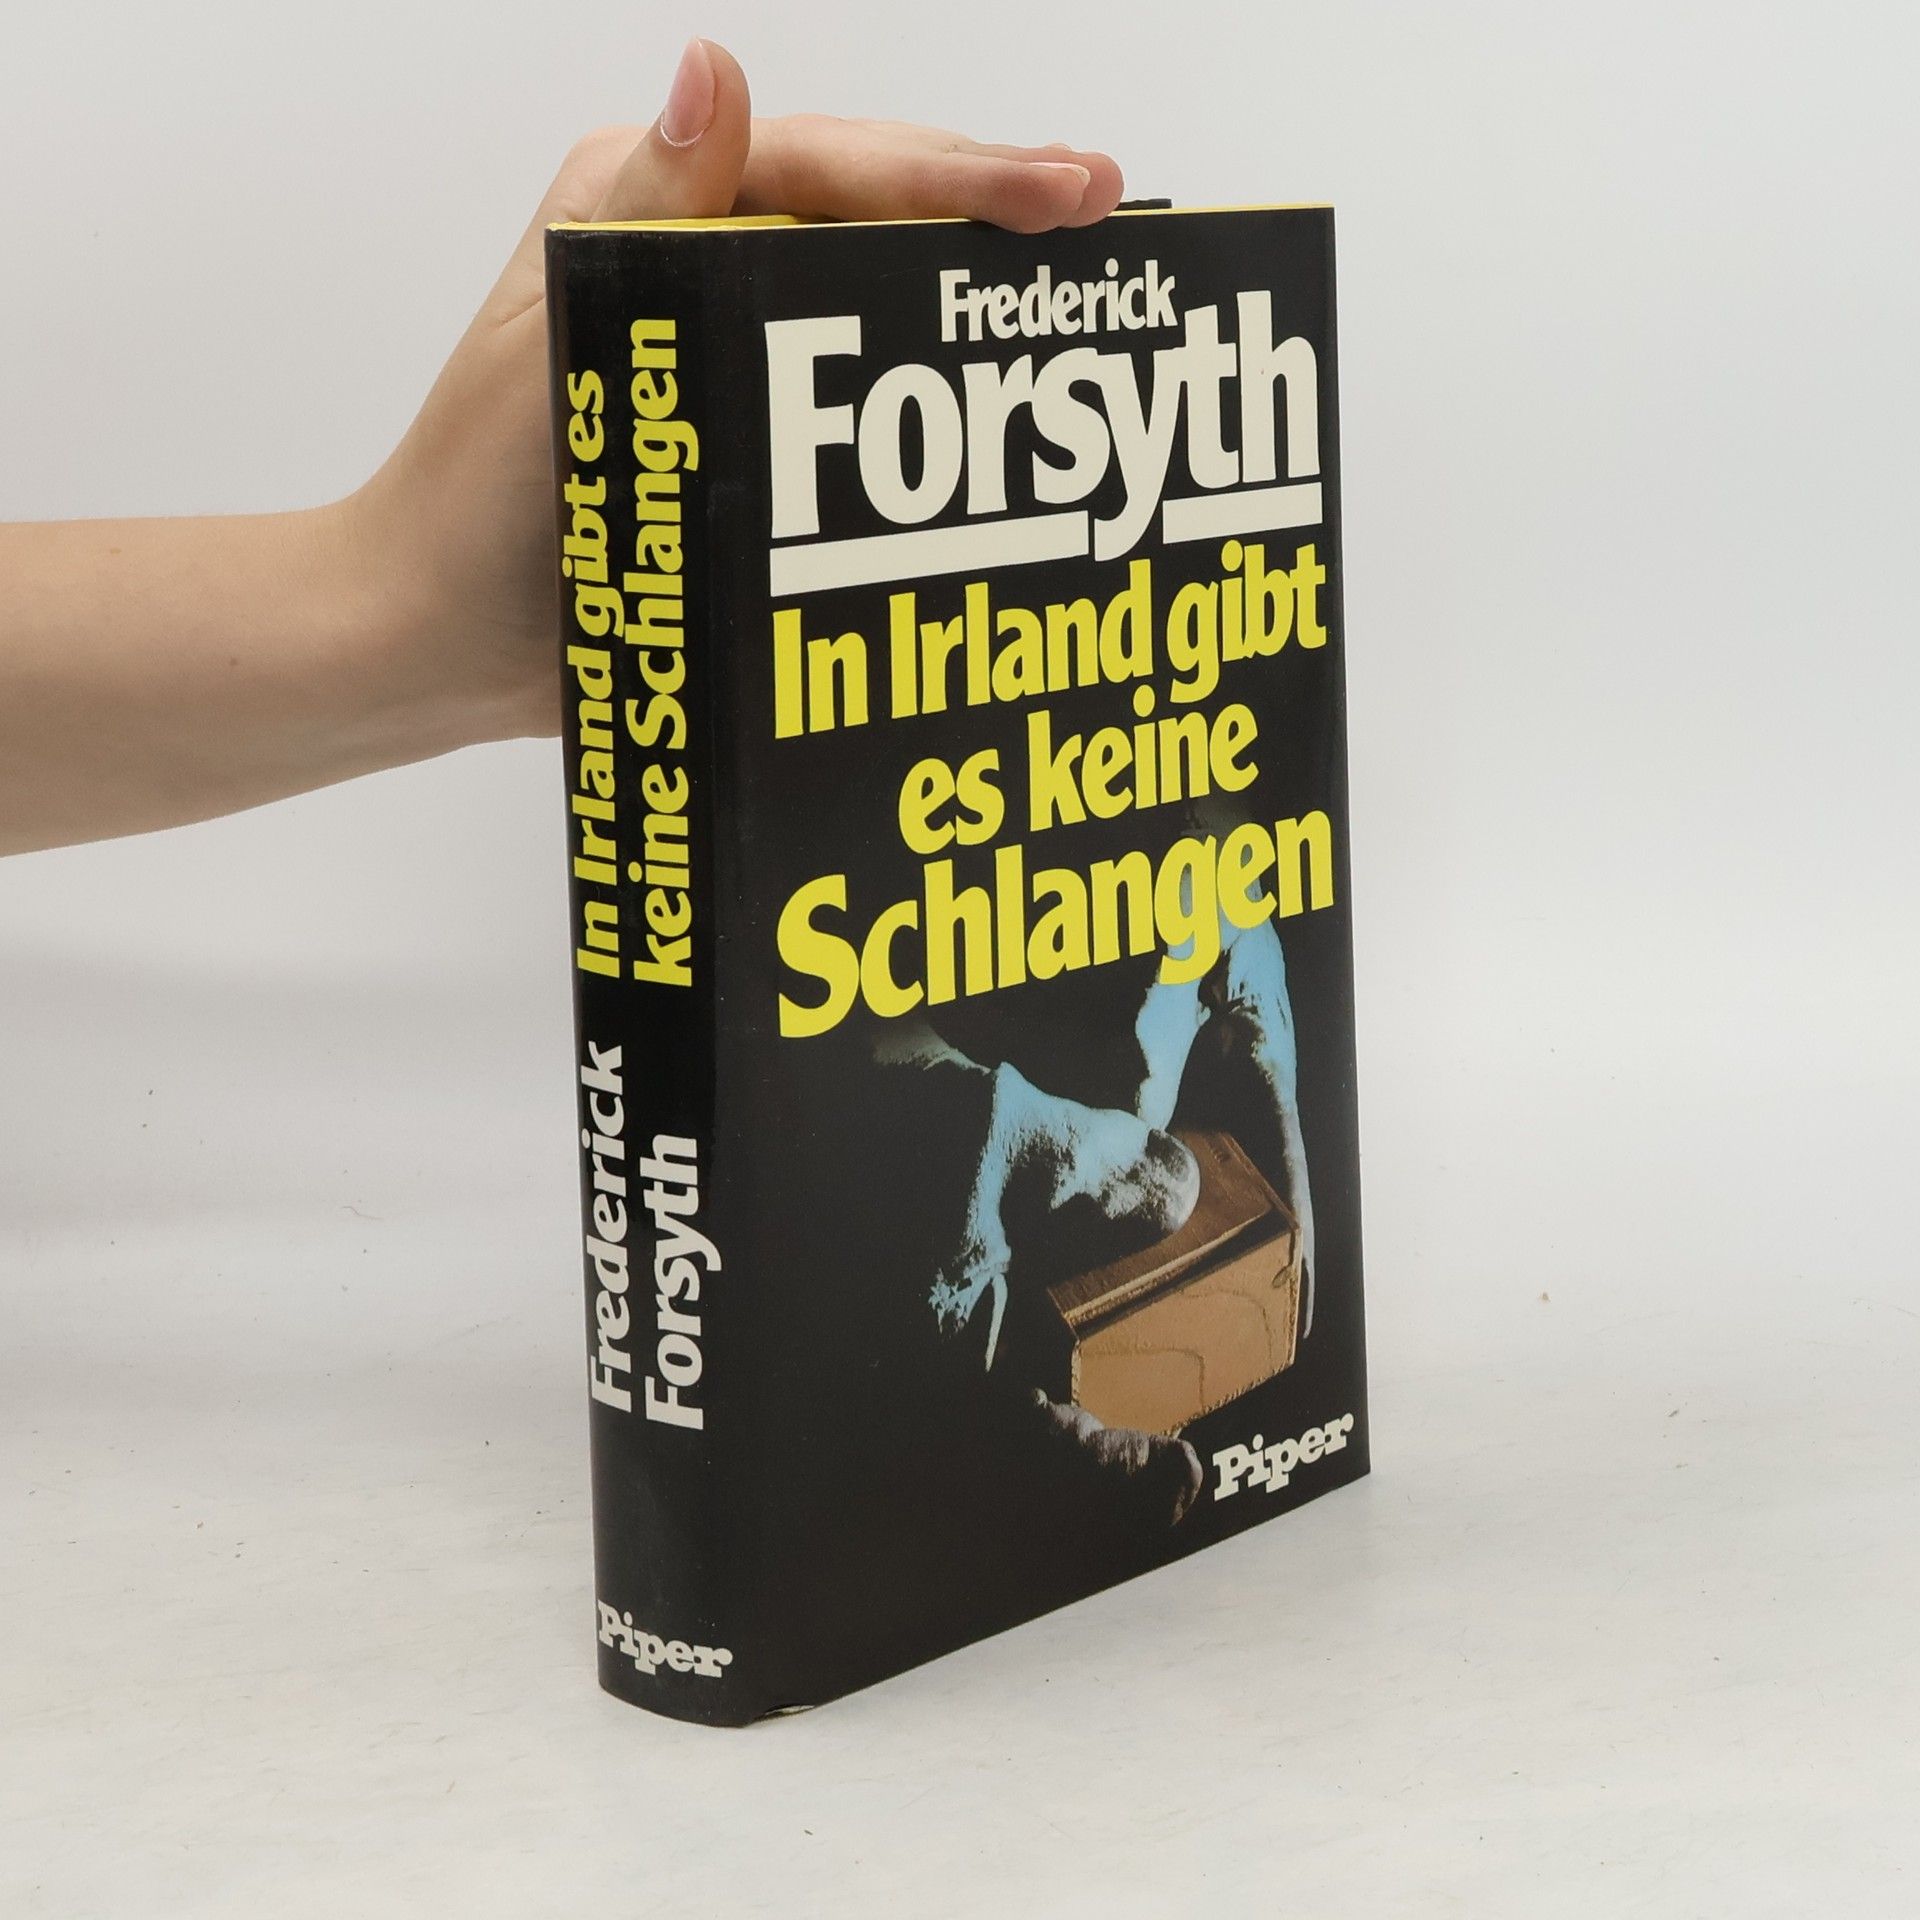 Frederick
Forsyth
In Irland gibt
es keine
Schlangen
Piper
In Irland gibt es
keine Schlangen
Frederick
Forsyth
Piper